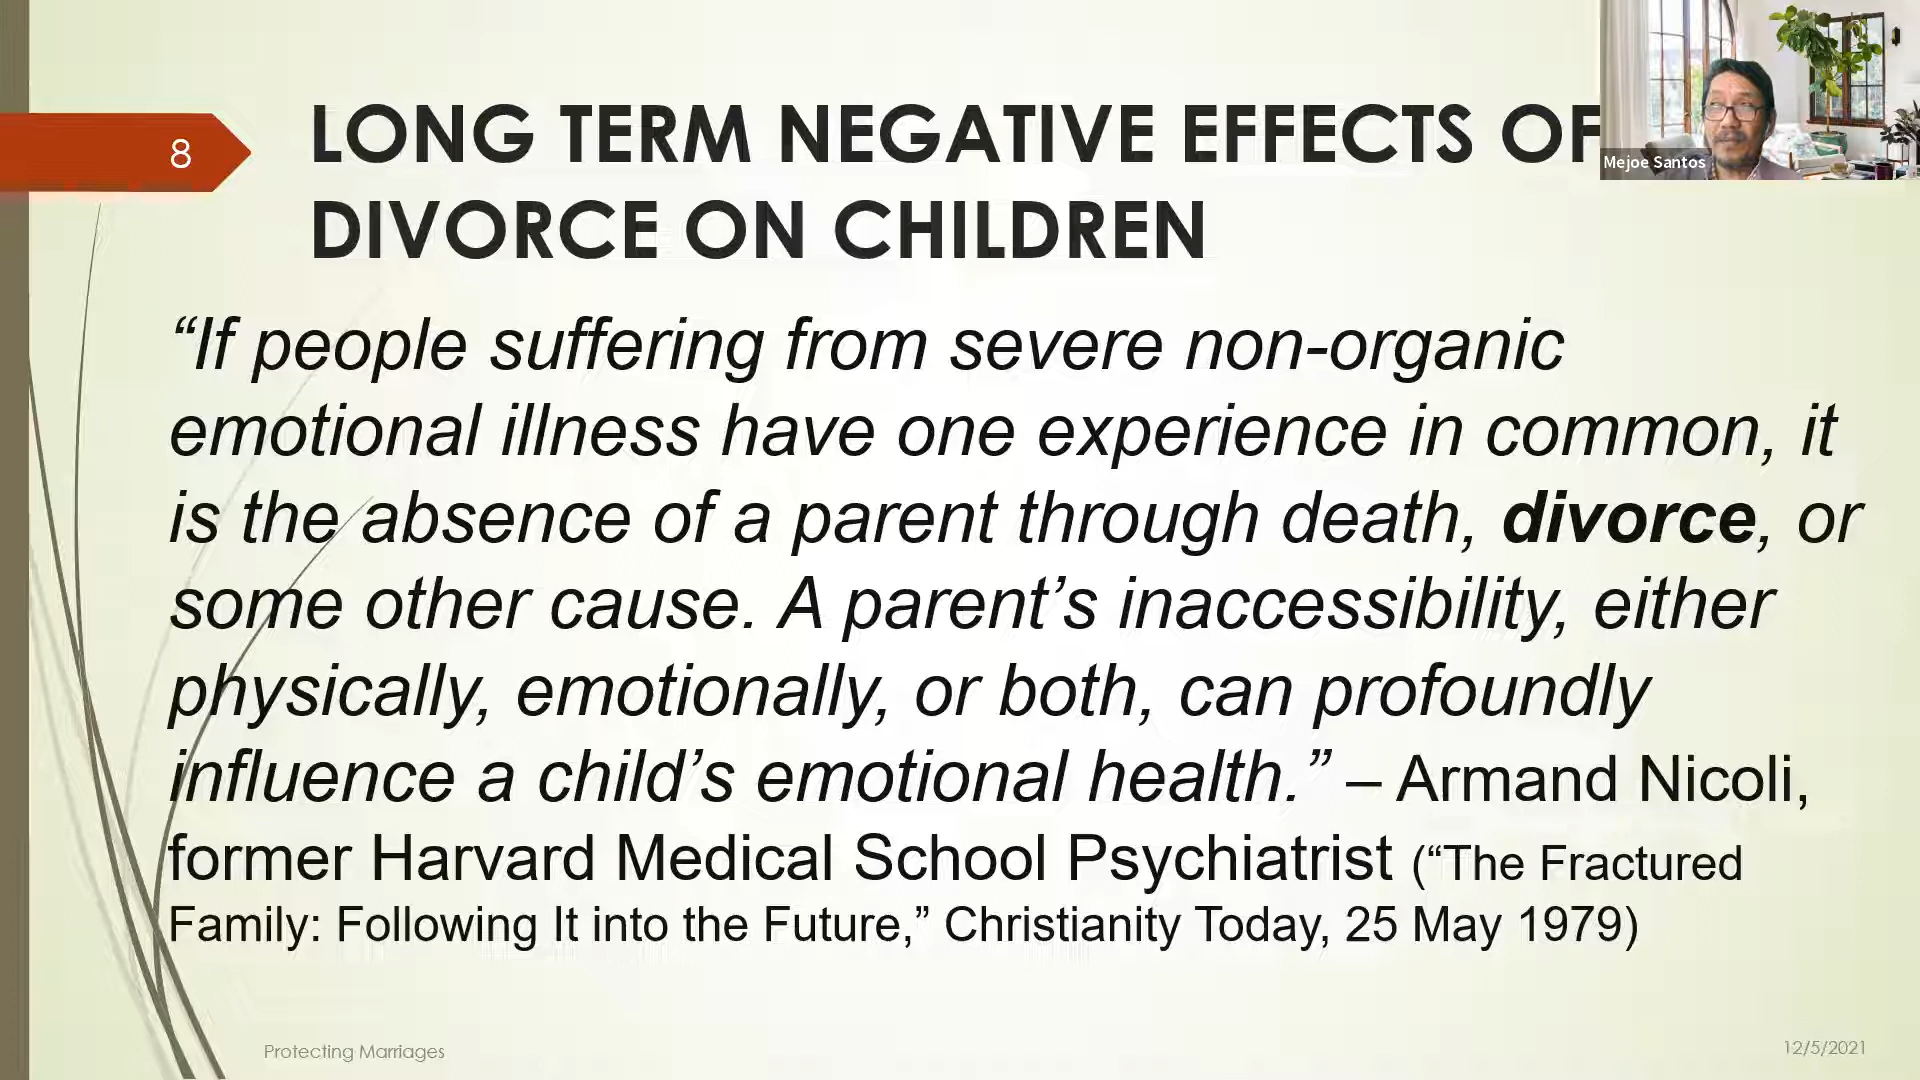 8
LONG TERM NEGATIVE EFFECTS OF
DIVORCE ON CHILDREN
Mejoe Santos
“If people suffering from severe non-organic
emotional illness have one experience in common, it
is the absence of a parent through death, divorce, or
some other cause. A parent’s inaccessibility, either
physically, emotionally, or both, can profoundly
influence a child’s emotional health.” – Armand Nicoli,
former Harvard Medical School Psychiatrist (“The Fractured
Family: Following It into the Future,” Christianity Today, 25 May 1979)
Protecting Marriages
12/5/2021